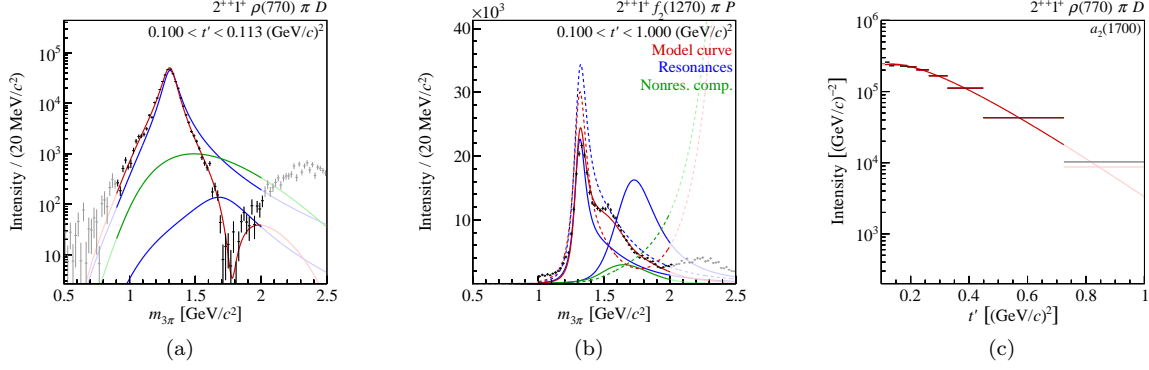 2⁺⁺1⁺ ρ(770) π D
0.100 < t′ < 0.113 (GeV/c)²
Intensity / (20 MeV/c²)
10⁵
10⁴
10³
10²
10
0.5 1 1.5 2 2.5
m₃π [GeV/c²]
(a)
×10³
2⁺⁺1⁺ f₂(1270) π P
0.100 < t′ < 1.000 (GeV/c)²
Model curve
Resonances
Nonres. comp.
Intensity / (20 MeV/c²)
40
30
20
10
0.5 1 1.5 2 2.5
m₃π [GeV/c²]
(b)
2⁺⁺1⁺ ρ(770) π D
a₂(1700)
Intensity [(GeV/c)⁻²]
10⁶
10⁵
10⁴
10³
0.2 0.4 0.6 0.8 1
t′ [(GeV/c)²]
(c)